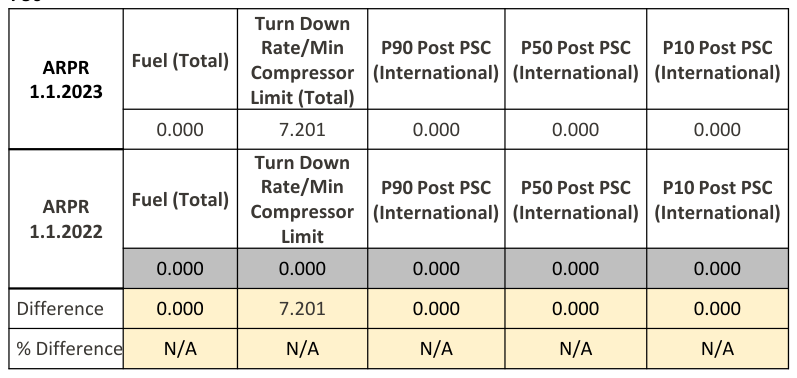 ARPR 1.1.2023 | Fuel (Total) | Turn Down Rate/Min Compressor Limit (Total) | P90 Post PSC (International) | P50 Post PSC (International) | P10 Post PSC (International)
0.000 | 7.201 | 0.000 | 0.000 | 0.000
ARPR 1.1.2022 | Fuel (Total) | Turn Down Rate/Min Compressor Limit | P90 Post PSC (International) | P50 Post PSC (International) | P10 Post PSC (International)
0.000 | 0.000 | 0.000 | 0.000 | 0.000
Difference | 0.000 | 7.201 | 0.000 | 0.000 | 0.000
% Difference | N/A | N/A | N/A | N/A | N/A